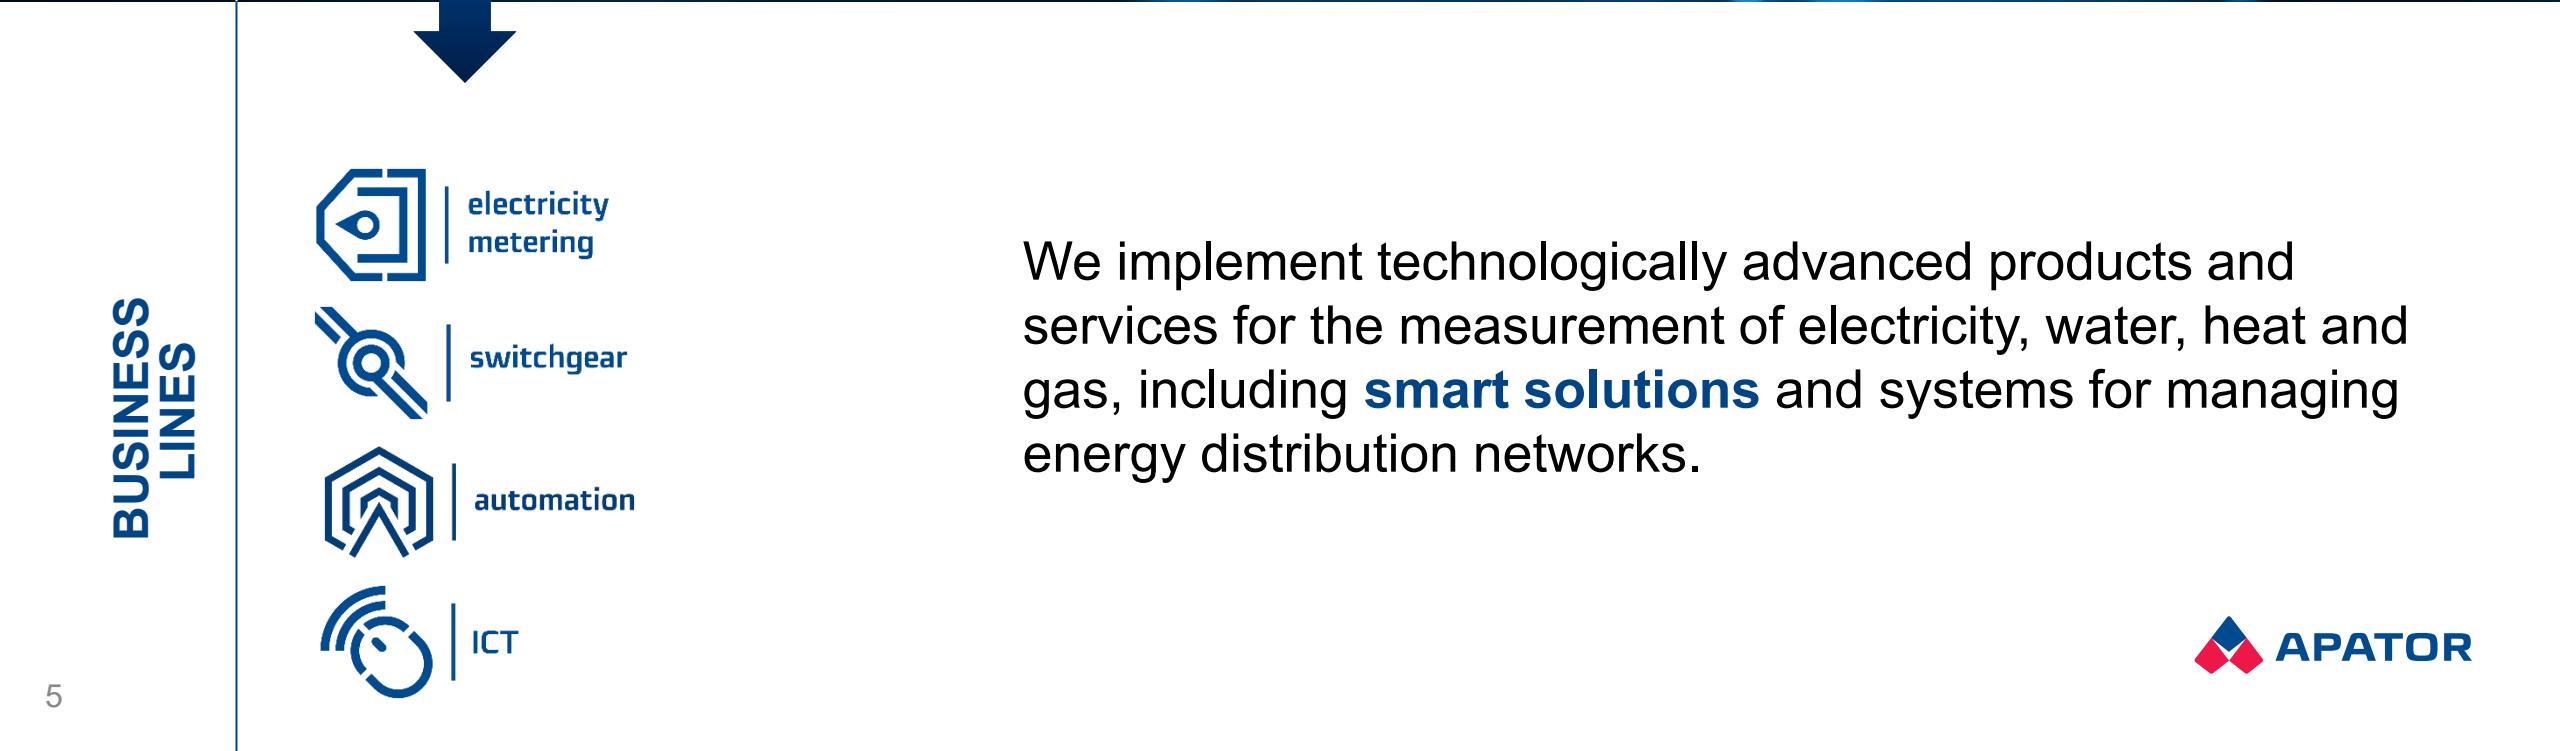 BUSINESS
LINES
electricity
metering
switchgear
automation
ICT
We implement technologically advanced products and
services for the measurement of electricity, water, heat and
gas, including smart solutions and systems for managing
energy distribution networks.
APATOR
5